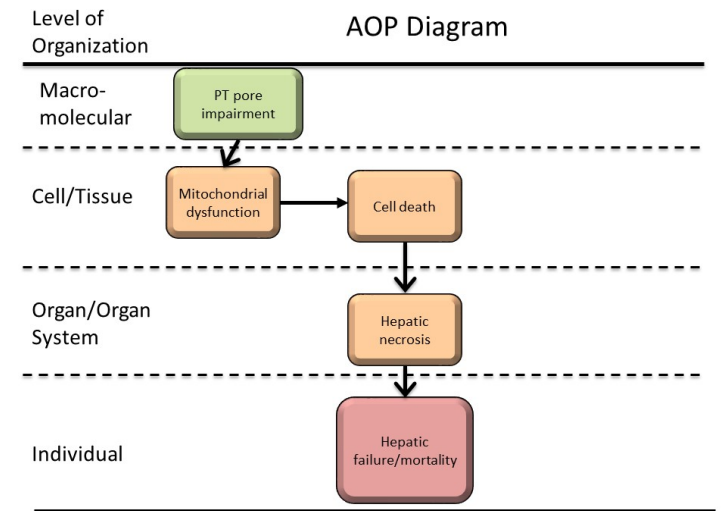 Level of
Organization
AOP Diagram
Macro-
molecular
PT pore
impairment
Cell/Tissue
Mitochondrial
dysfunction
Cell death
Organ/Organ
System
Hepatic
necrosis
Individual
Hepatic
failure/mortality